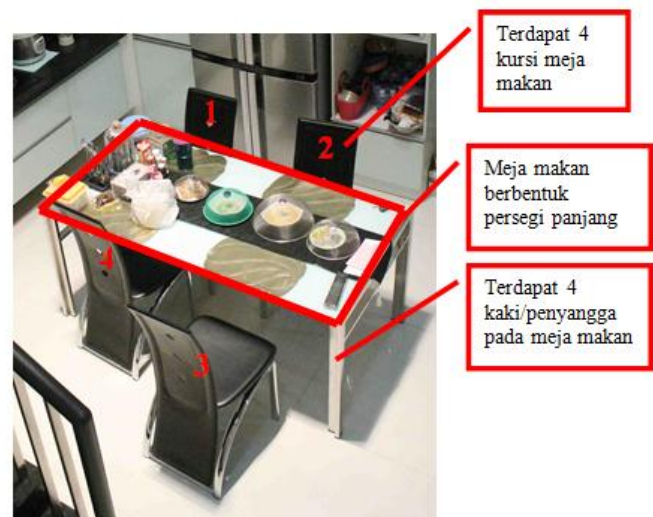 Terdapat 4
kursi meja
makan
Meja makan
berbentuk
persegi panjang
Terdapat 4
kaki/penyangga
pada meja makan
1
2
4
3